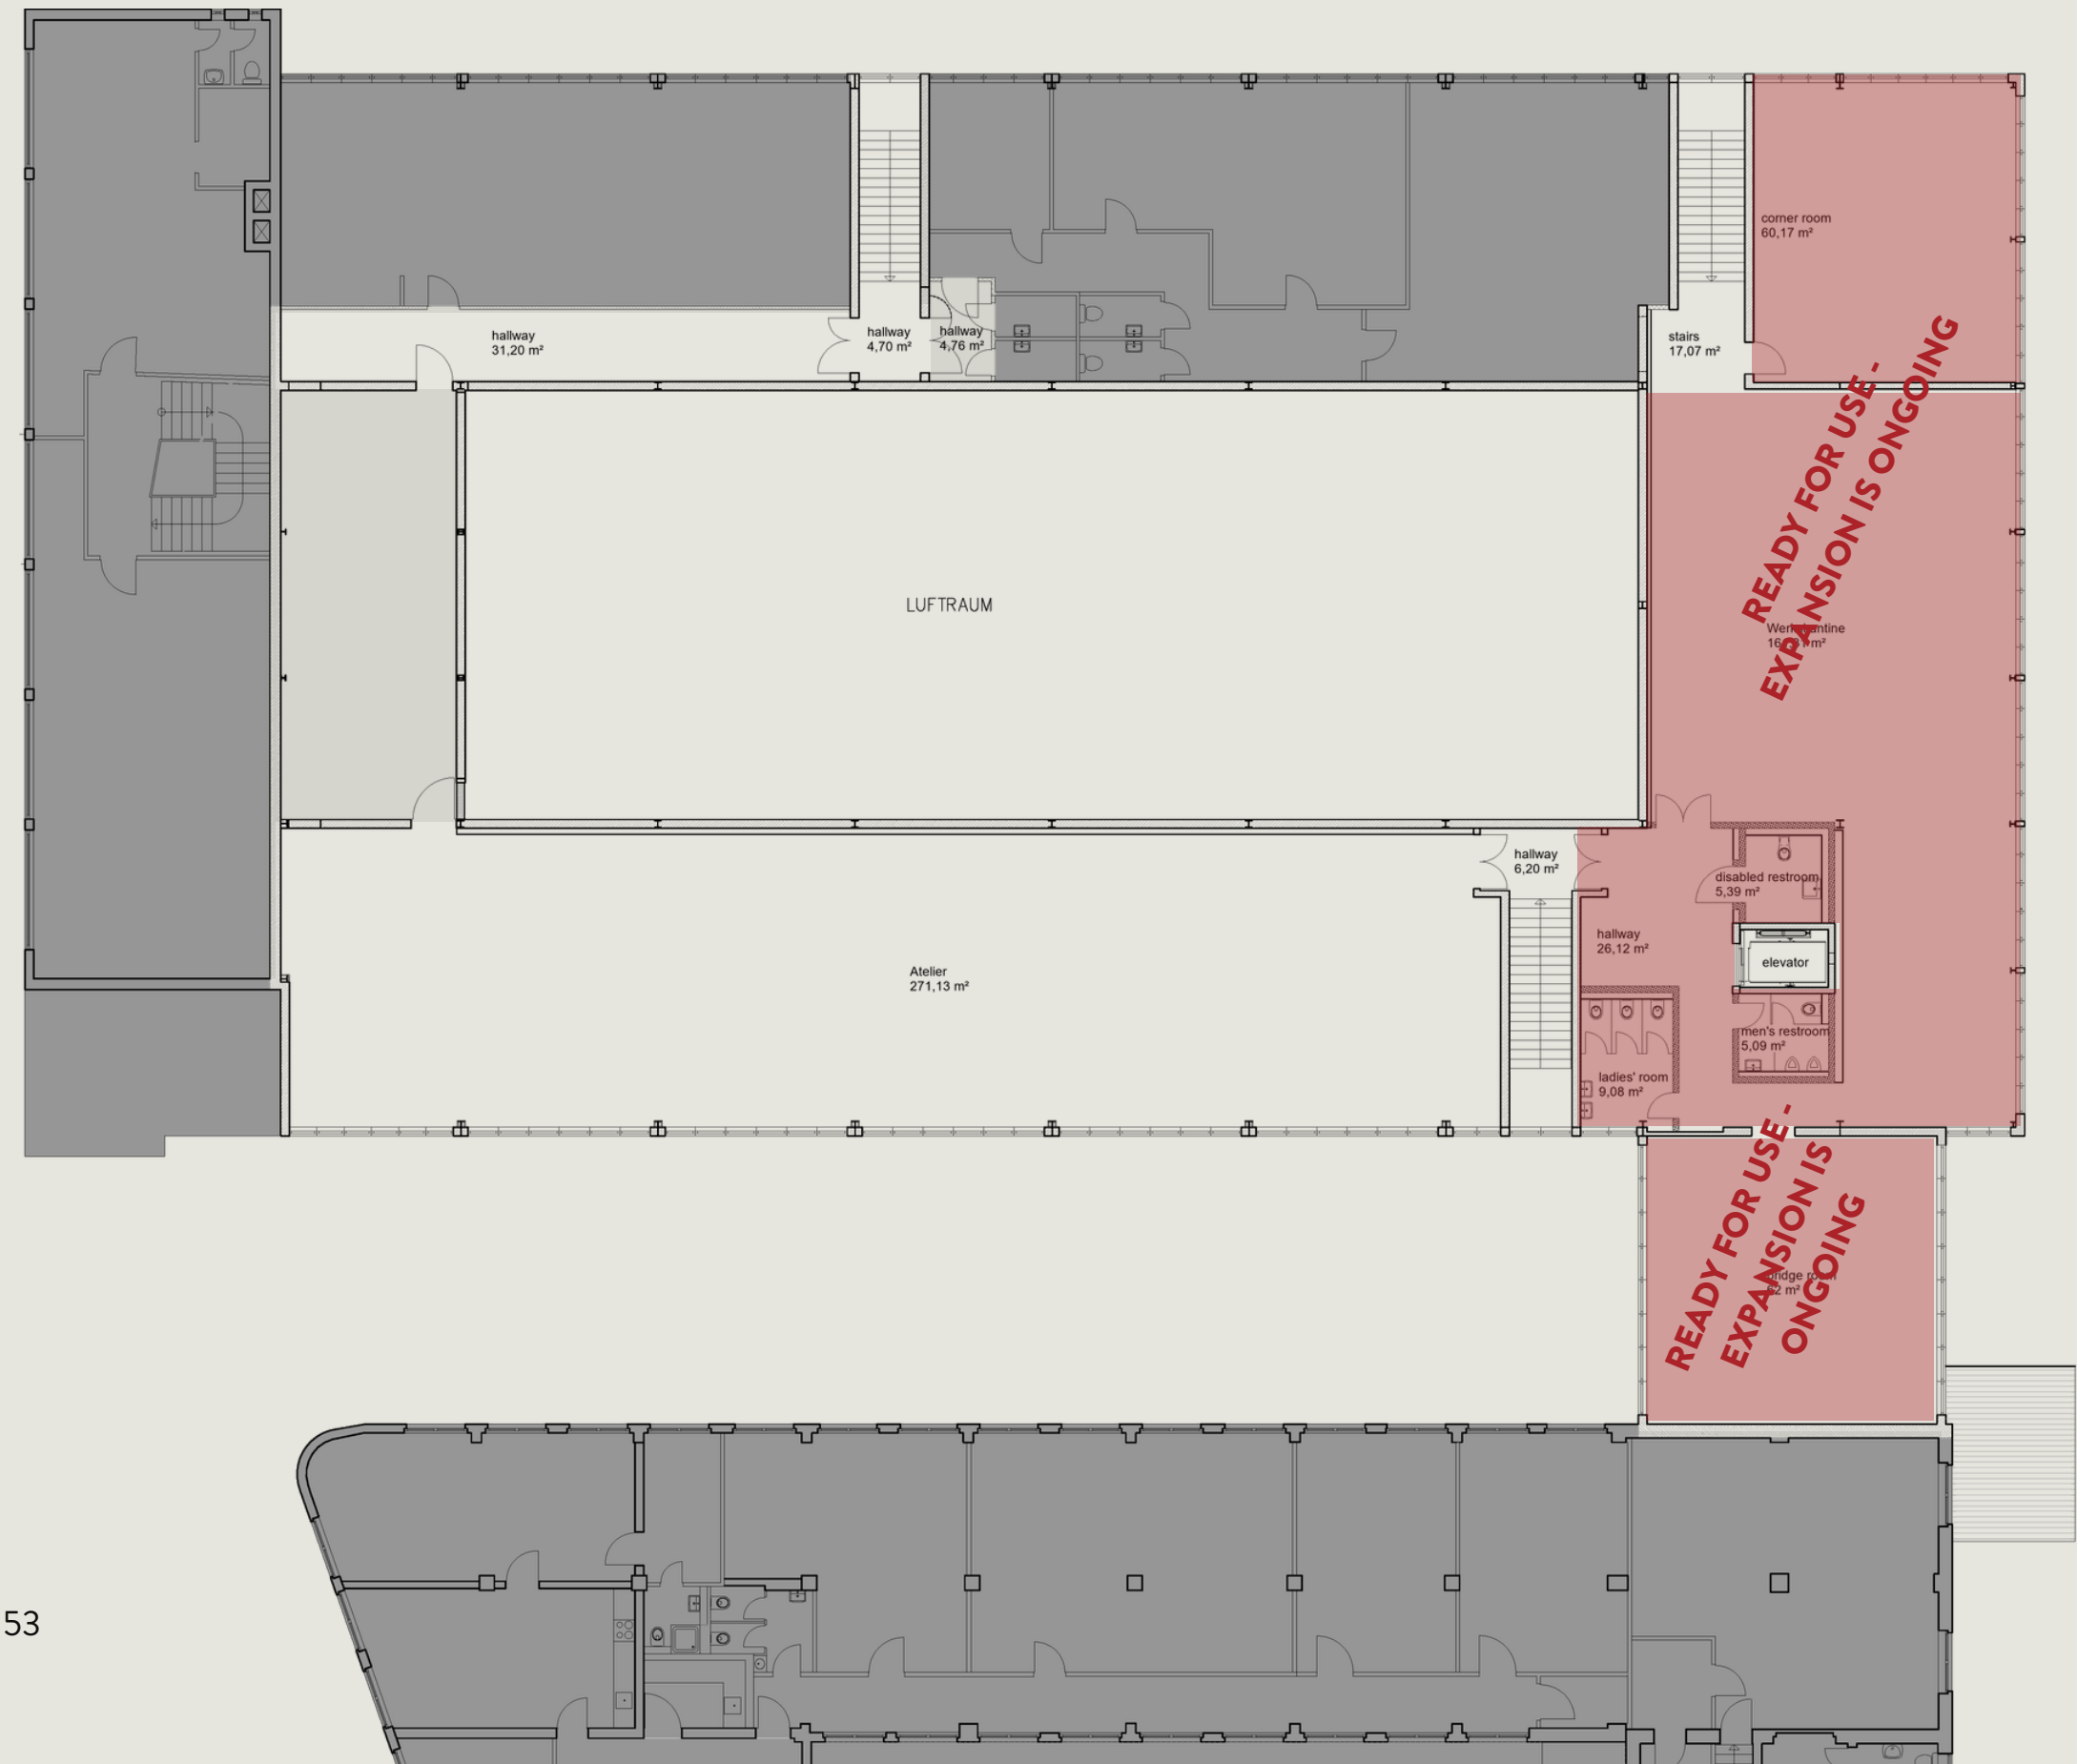 corner room
60,17 m²
hallway
31,20 m²
hallway
4,70 m²
hallway
4,76 m²
stairs
17,07 m²
READY FOR USE -
EXPANSION IS ONGOING
LUFTRAUM
m²
hallway
6,20 m²
disabled restroom
5,39 m²
hallway
26,12 m²
elevator
Atelier
271,13 m²
men's restroom
5,09 m²
ladies' room
9,08 m²
READY FOR USE -
EXPANSION IS
ONGOING
m²
53